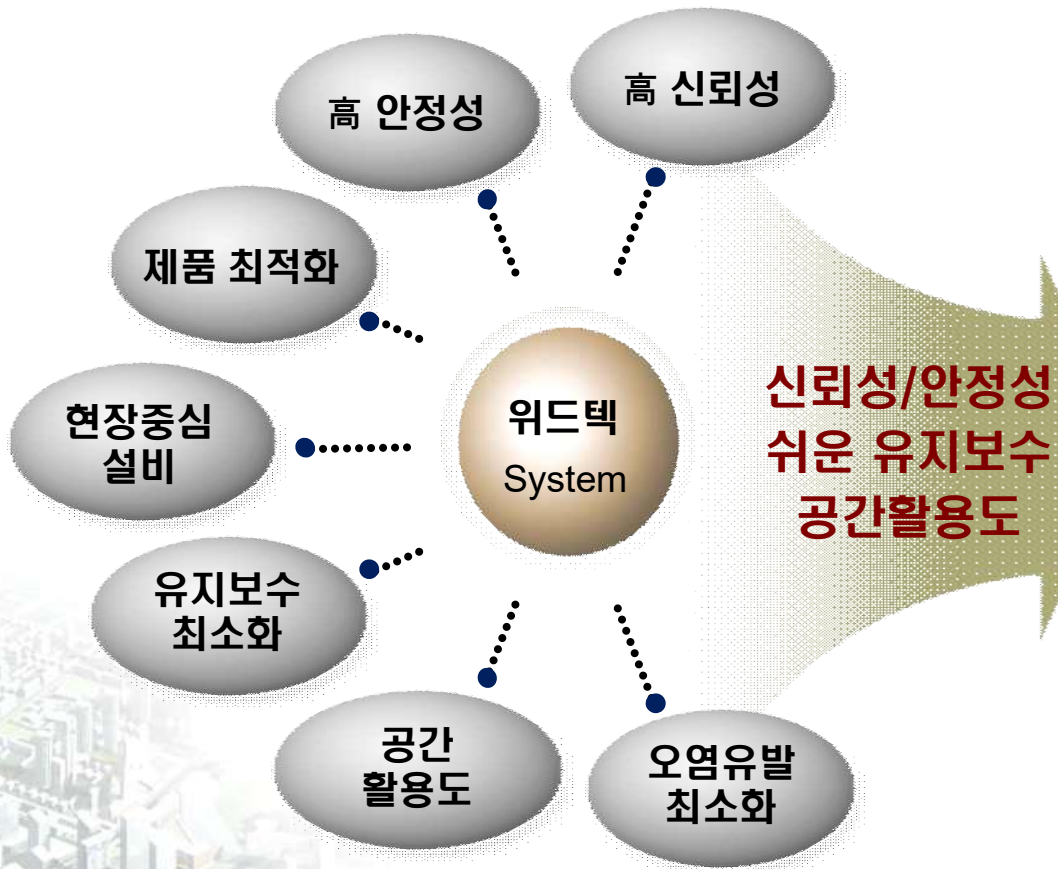 高 안정성
高 신뢰성
제품 최적화
현장중심
설비
유지보수
최소화
공간
활용도
오염유발
최소화
위드텍
System
신뢰성/안정성
쉬운 유지보수
공간활용도